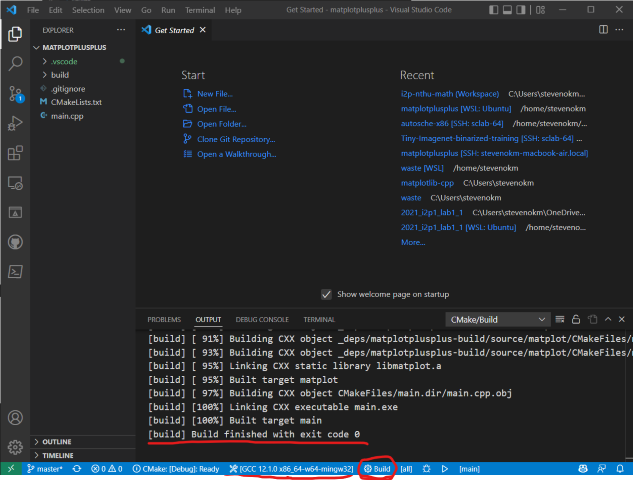 File Edit Selection View Go Run Terminal Help
Get Started - matplotplusplus - Visual Studio Code
EXPLORER
MATPLOTPLUSPLUS
.vscode
build
.gitignore
CMakeLists.txt
main.cpp
OUTLINE
TIMELINE
Get Started
Start
New File...
Open File...
Open Folder...
Clone Git Repository...
Open a Walkthrough...
Recent
i2p-nthu-math (Workspace) C:\Users\stevenokm
matplotplusplus [WSL: Ubuntu] /home/stevenokm
autosche-x86 [SSH: sclab-64] /home/stevenokm/...
Tiny-Imagenet-binarized-training [SSH: sclab-64] ...
matplotplusplus [SSH: stevenokm-macbook-air.local]
waste [WSL] /home/stevenokm
matplotlib-cpp C:\Users\stevenokm
waste C:\Users\stevenokm
2021_i2p1_lab1_1 C:\Users\stevenokm\OneDrive...
2021_i2p1_lab1_1 [WSL: Ubuntu] /home/steveno...
More...
Show welcome page on startup
PROBLEMS OUTPUT DEBUG CONSOLE TERMINAL
CMake/Build
[build] [ 91%] Building CXX object _deps/matplotplusplus-build/source/matplot/CMakeFiles/m
[build] [ 93%] Building CXX object _deps/matplotplusplus-build/source/matplot/CMakeFiles/m
[build] [ 95%] Linking CXX static library libmatplot.a
[build] [ 95%] Built target matplot
[build] [ 97%] Building CXX object CMakeFiles/main.dir/main.cpp.obj
[build] [100%] Linking CXX executable main.exe
[build] [100%] Built target main
[build] Build finished with exit code 0
master* 0 0 CMake: [Debug]: Ready [GCC 12.1.0 x86_64-w64-mingw32] Build [all] [main]
1